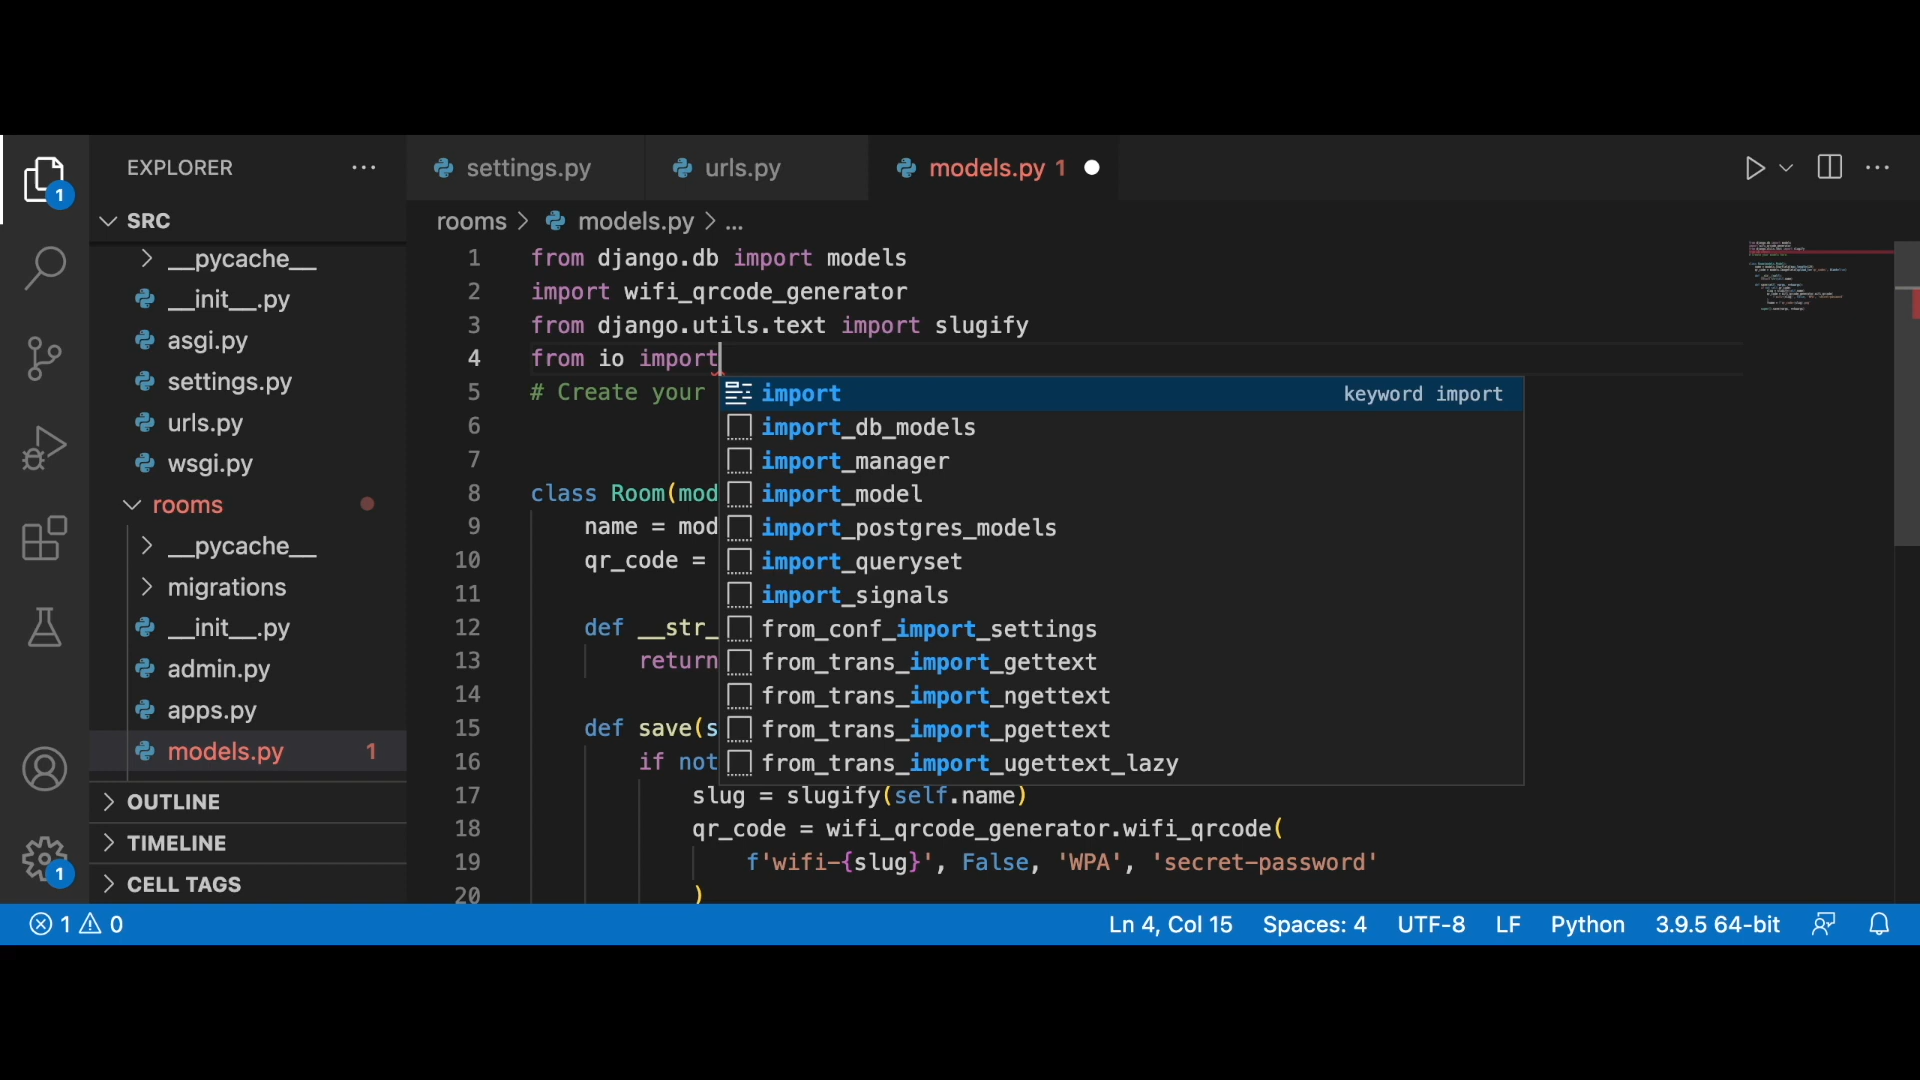 EXPLORER
SRC
__pycache__
__init__.py
asgi.py
settings.py
urls.py
wsgi.py
rooms
__pycache__
migrations
__init__.py
admin.py
apps.py
models.py 1
OUTLINE
TIMELINE
CELL TAGS
1
1
settings.py urls.py models.py 1
rooms > models.py > ...
1 from django.db import models
2 import wifi_qrcode_generator
3 from django.utils.text import slugify
4 from io import import
5 # Create your
6
7
8 class Room(mod
9 name = mod
10 qr_code =
11
12 def __str_
13 return
14
15 def save(s
16 if not
17 slug = slugify(self.name)
18 qr_code = wifi_qrcode_generator.wifi_qrcode(
19 f'wifi-{slug}', False, 'WPA', 'secret-password'
20 )
import keyword import
import_db_models
import_manager
import_model
import_postgres_models
import_queryset
import_signals
from_conf_import_settings
from_trans_import_gettext
from_trans_import_ngettext
from_trans_import_pgettext
from_trans_import_ugettext_lazy
1 0 Ln 4, Col 15 Spaces: 4 UTF-8 LF Python 3.9.5 64-bit